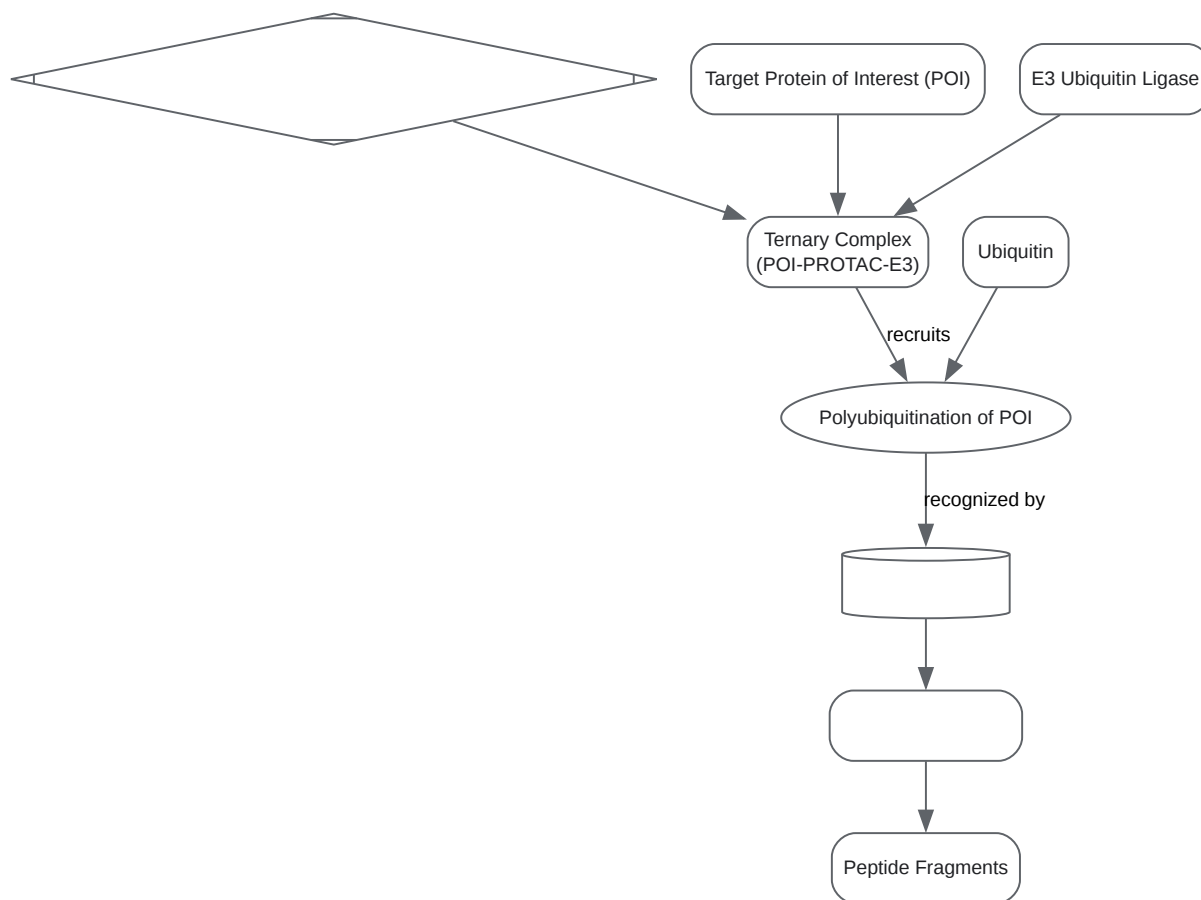 Target Protein of Interest (POI)
E3 Ubiquitin Ligase
Ternary Complex
(POI-PROTAC-E3)
Ubiquitin
recruits
Polyubiquitination of POI
recognized by
Peptide Fragments